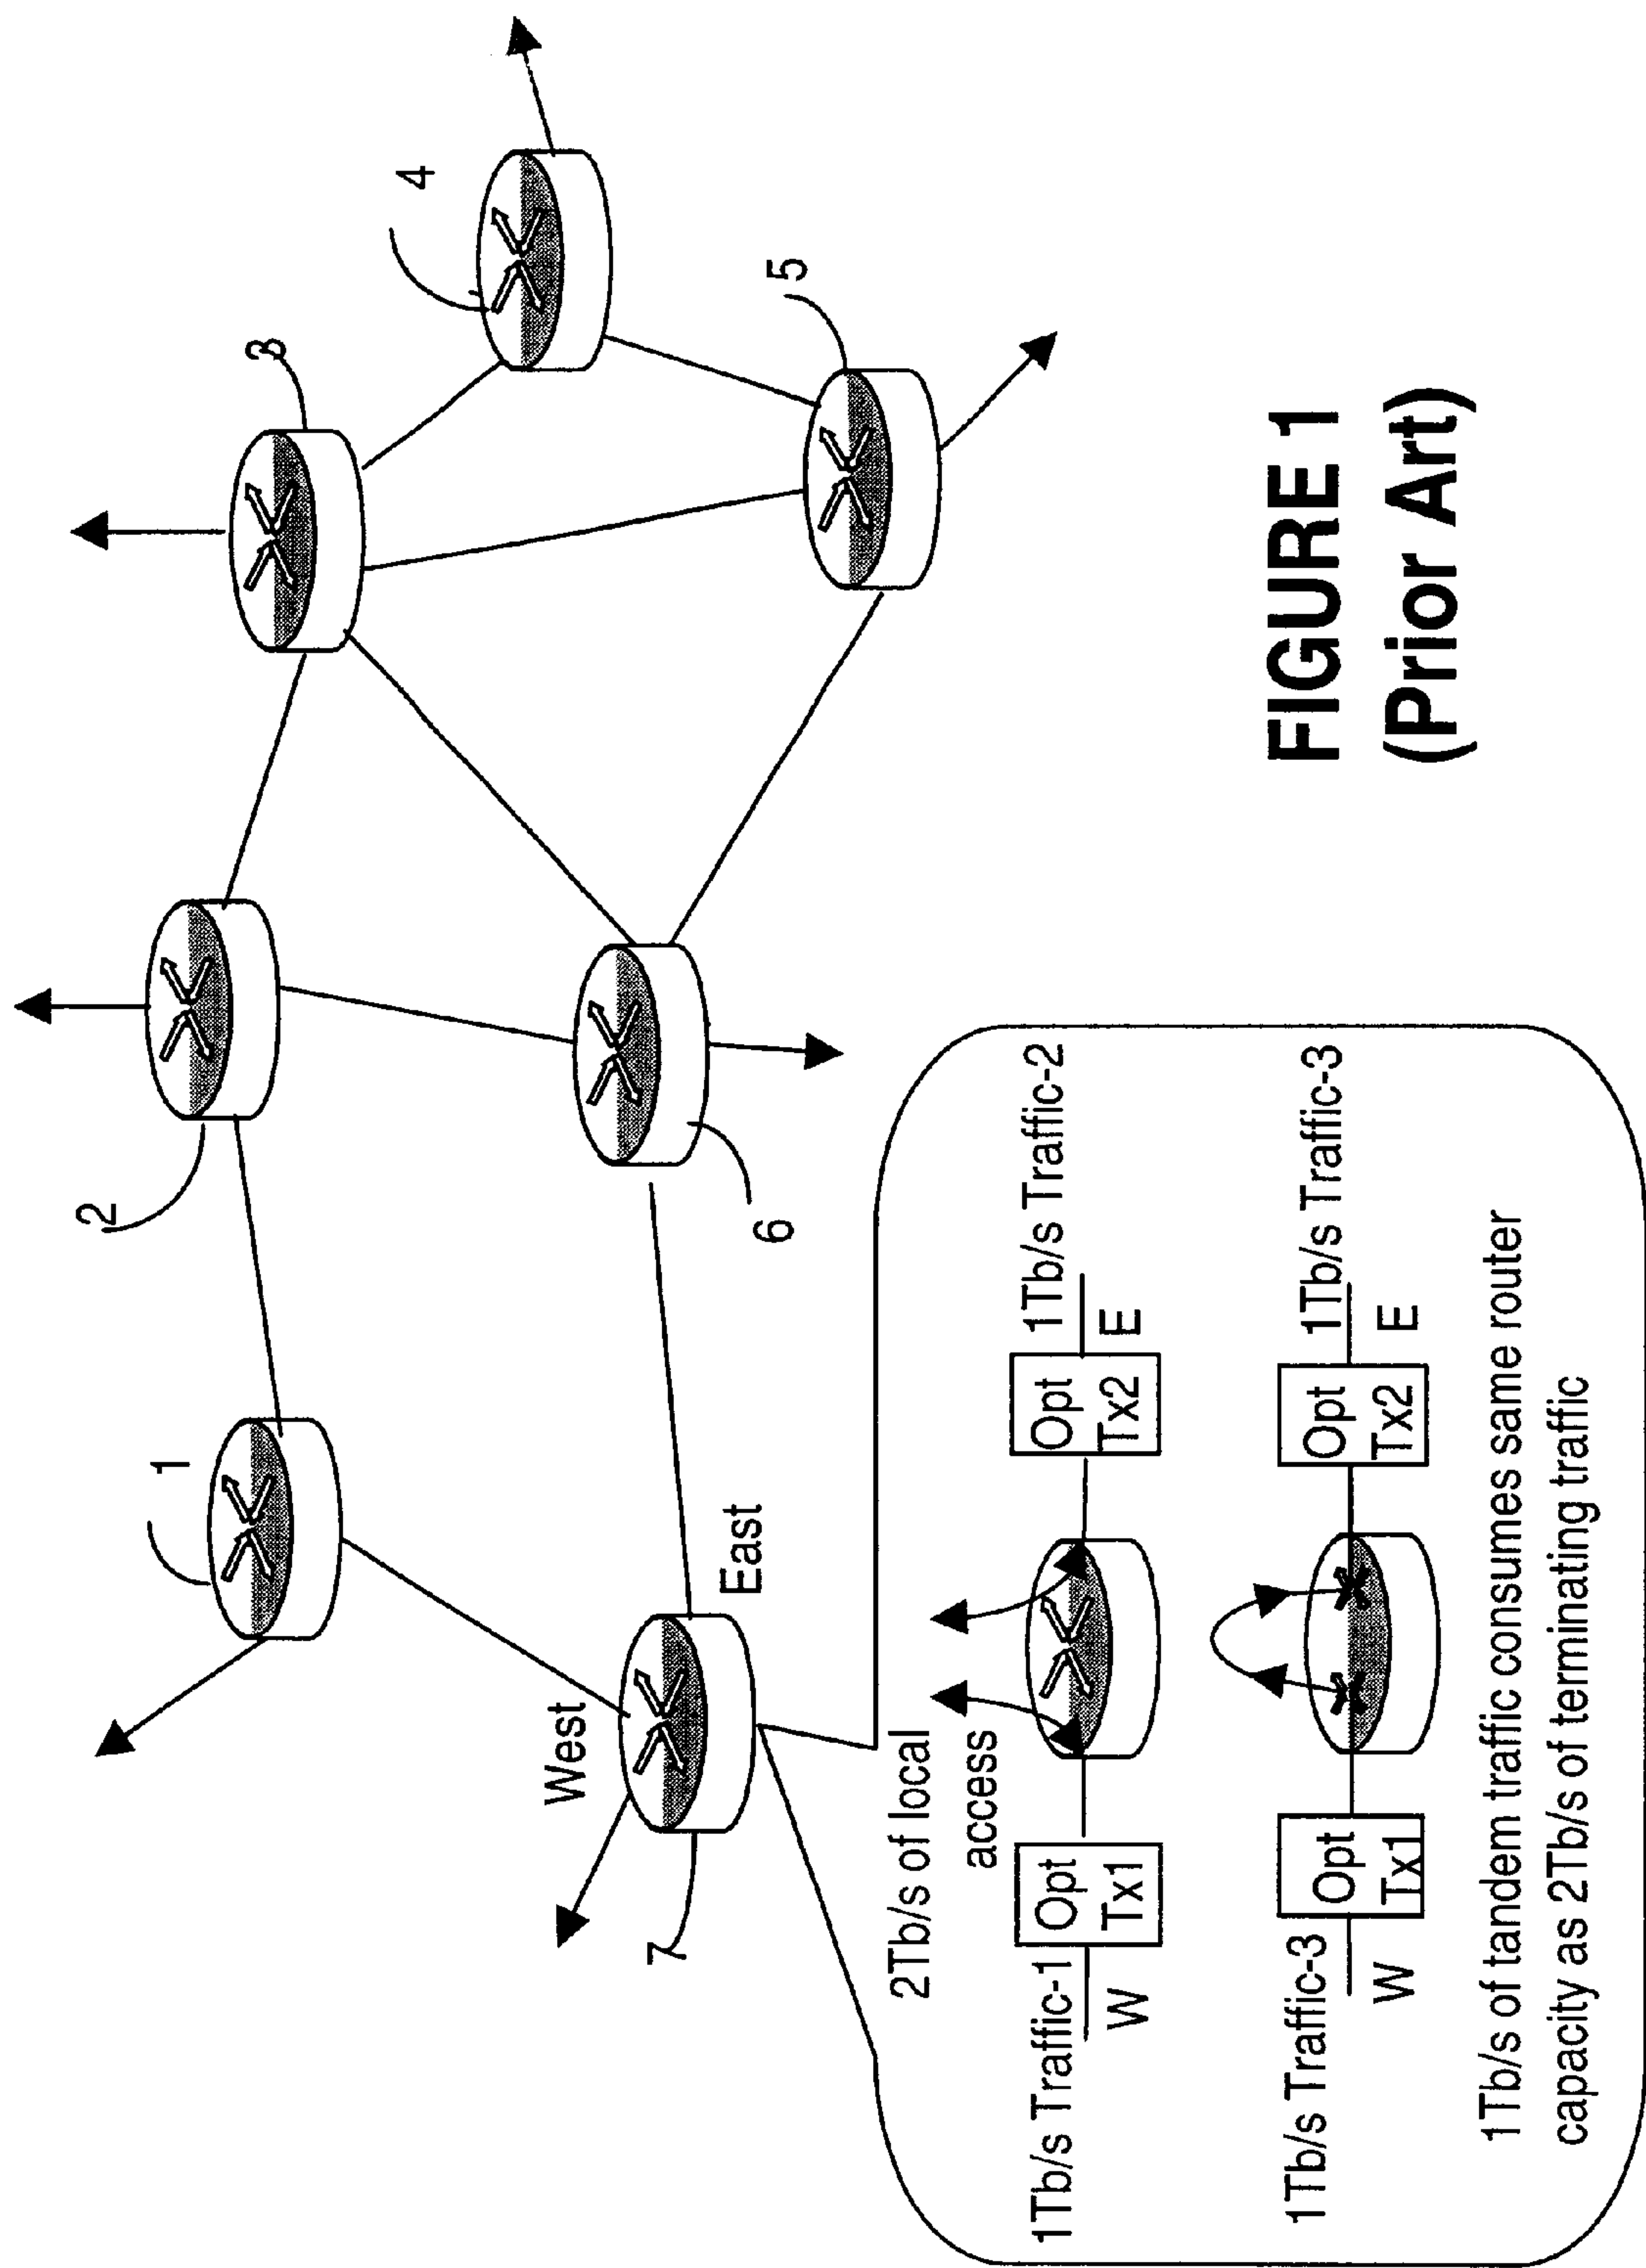 1
2
3
4
5
6
7
West
East
2Tb/s of local
access
1Tb/s Traffic-1
W
Opt
Tx1
Opt
Tx2
1Tb/s Traffic-2
E
1Tb/s Traffic-3
W
Opt
Tx1
Opt
Tx2
1Tb/s Traffic-3
E
1Tb/s of tandem traffic consumes same router
capacity as 2Tb/s of terminating traffic
FIGURE 1
(Prior Art)